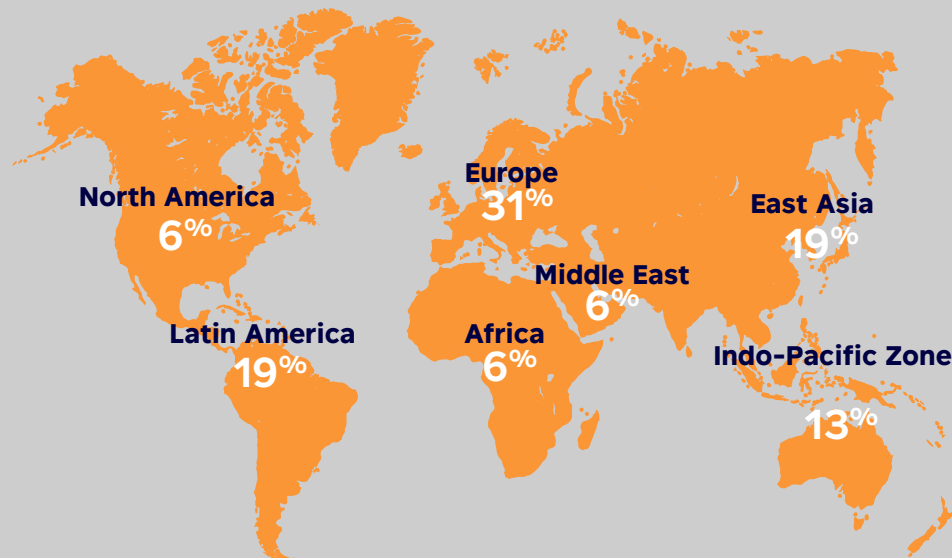 North America
6%
Europe
31%
East Asia
19%
Middle East
6%
Latin America
19%
Africa
6%
Indo-Pacific Zone
13%